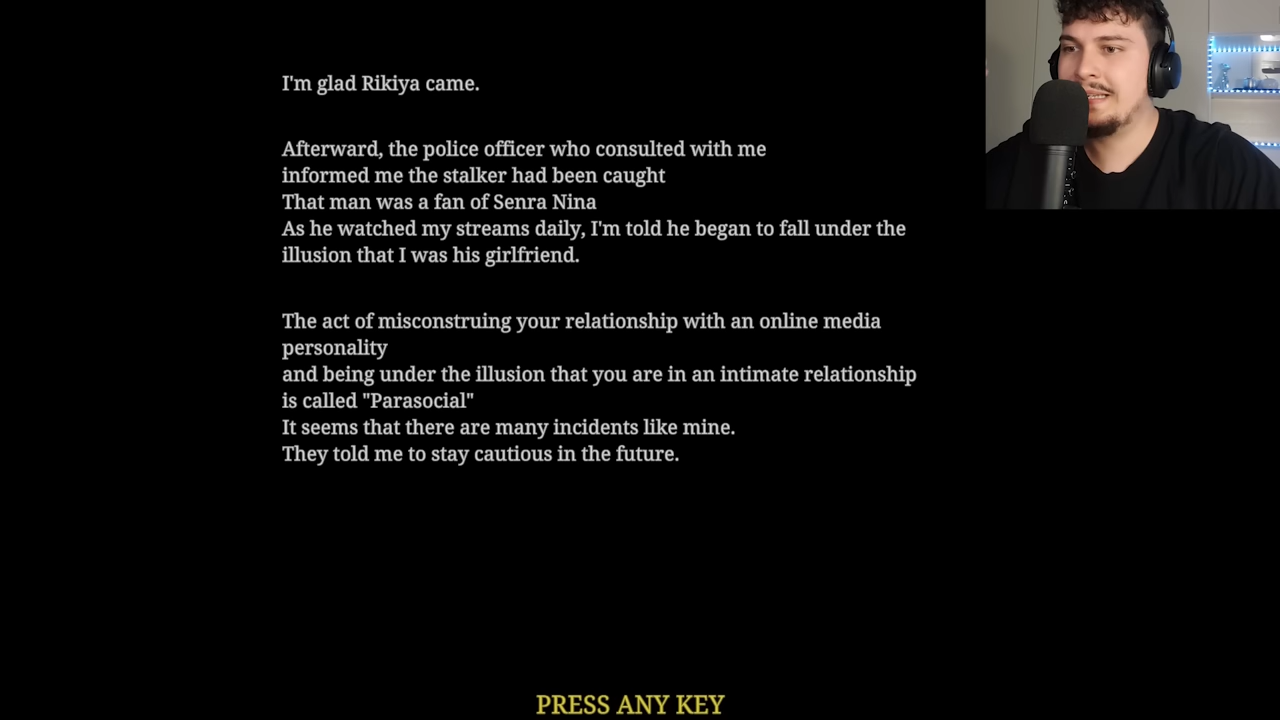 I'm glad Rikiya came.
Afterward, the police officer who consulted with me
informed me the stalker had been caught
That man was a fan of Senra Nina
As he watched my streams daily, I'm told he began to fall under the
illusion that I was his girlfriend.
The act of misconstruing your relationship with an online media
personality
and being under the illusion that you are in an intimate relationship
is called "Parasocial"
It seems that there are many incidents like mine.
They told me to stay cautious in the future.
PRESS ANY KEY